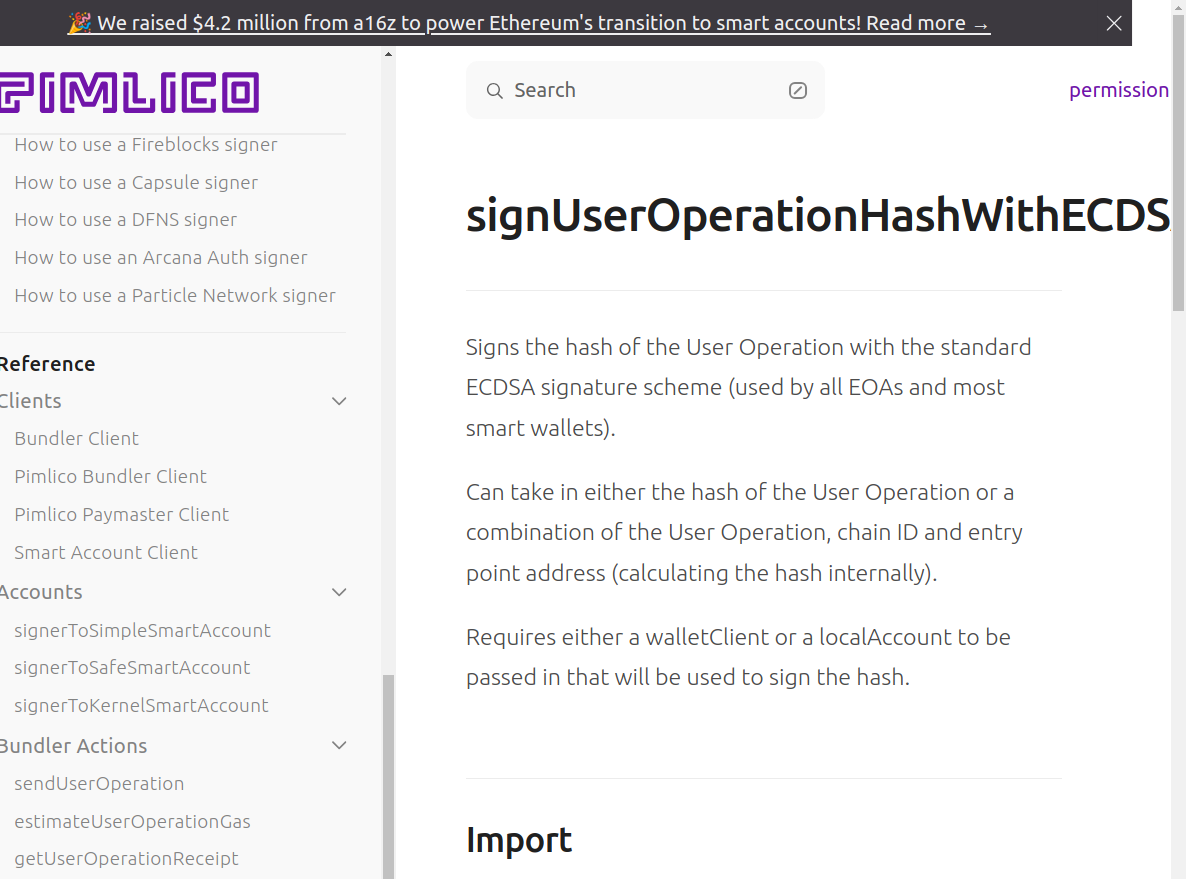 🎉 We raised $4.2 million from a16z to power Ethereum's transition to smart accounts! Read more →
PIMLICO
How to use a Fireblocks signer
How to use a Capsule signer
How to use a DFNS signer
How to use an Arcana Auth signer
How to use a Particle Network signer
Reference
Clients
Bundler Client
Pimlico Bundler Client
Pimlico Paymaster Client
Smart Account Client
Accounts
signerToSimpleSmartAccount
signerToSafeSmartAccount
signerToKernelSmartAccount
Bundler Actions
sendUserOperation
estimateUserOperationGas
getUserOperationReceipt
Search
permission
signUserOperationHashWithECDS
Signs the hash of the User Operation with the standard
ECDSA signature scheme (used by all EOAs and most
smart wallets).
Can take in either the hash of the User Operation or a
combination of the User Operation, chain ID and entry
point address (calculating the hash internally).
Requires either a walletClient or a localAccount to be
passed in that will be used to sign the hash.
Import